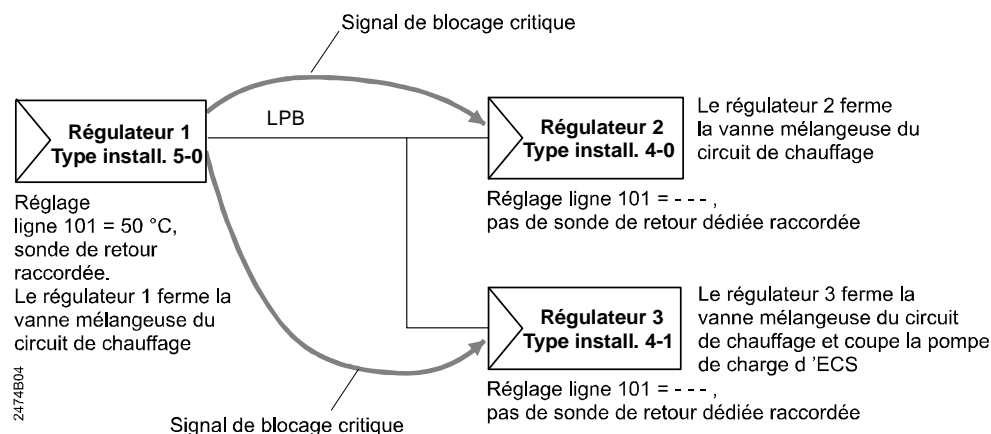 Signal de blocage critique
LPB
Régulateur 1
Type install. 5-0
Réglage
ligne 101 = 50 °C,
sonde de retour
raccordée.
Le régulateur 1 ferme la
vanne mélangeuse du
circuit de chauffage
Régulateur 2
Type install. 4-0
Le régulateur 2 ferme
la vanne mélangeuse du
circuit de chauffage
Réglage ligne 101 = - - - ,
pas de sonde de retour dédiée raccordée
Régulateur 3
Type install. 4-1
Le régulateur 3 ferme la
vanne mélangeuse du circuit
de chauffage et coupe la pompe
de charge d 'ECS
Réglage ligne 101 = - - - ,
pas de sonde de retour dédiée raccordée
Signal de blocage critique
2474B04